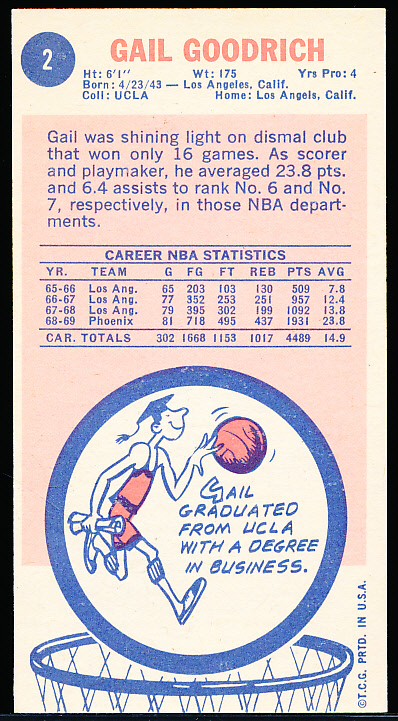 2
GAIL GOODRICH
Ht: 6'1" Wt: 175 Yrs Pro: 4
Born: 4/23/43 — Los Angeles, Calif.
Coll: UCLA Home: Los Angels, Calif.
Gail was shining light on dismal club
that won only 16 games. As scorer
and playmaker, he averaged 23.8 pts.
and 6.4 assists to rank No. 6 and No.
7, respectively, in those NBA depart-
ments.
CAREER NBA STATISTICS
YR. TEAM G FG FT REB PTS AVG
65-66 Los Ang. 65 203 103 130 509 7.8
66-67 Los Ang. 77 352 253 251 957 12.4
67-68 Los Ang. 79 395 302 199 1092 13.8
68-69 Phoenix 81 718 495 437 1931 23.8
CAR. TOTALS 302 1668 1153 1017 4489 14.9
GAIL
GRADUATED
FROM UCLA
WITH A DEGREE
IN BUSINESS.
©T.C.G. PRTD. IN U.S.A.